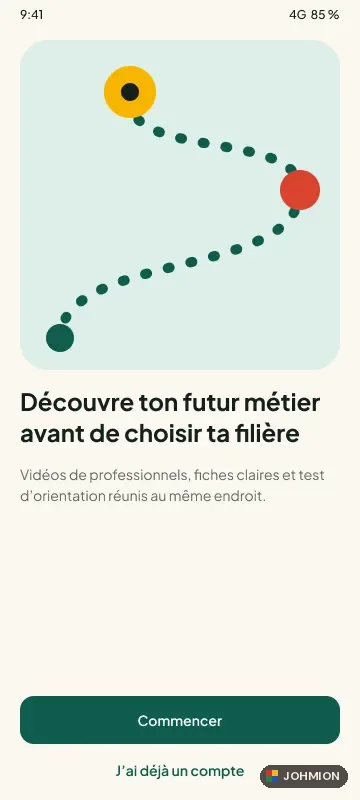 9:41
4G 85 %
Découvre ton futur métier
avant de choisir ta filière
Vidéos de professionnels, fiches claires et test
d'orientation réunis au même endroit.
Commencer
J'ai déjà un compte
JOHMION